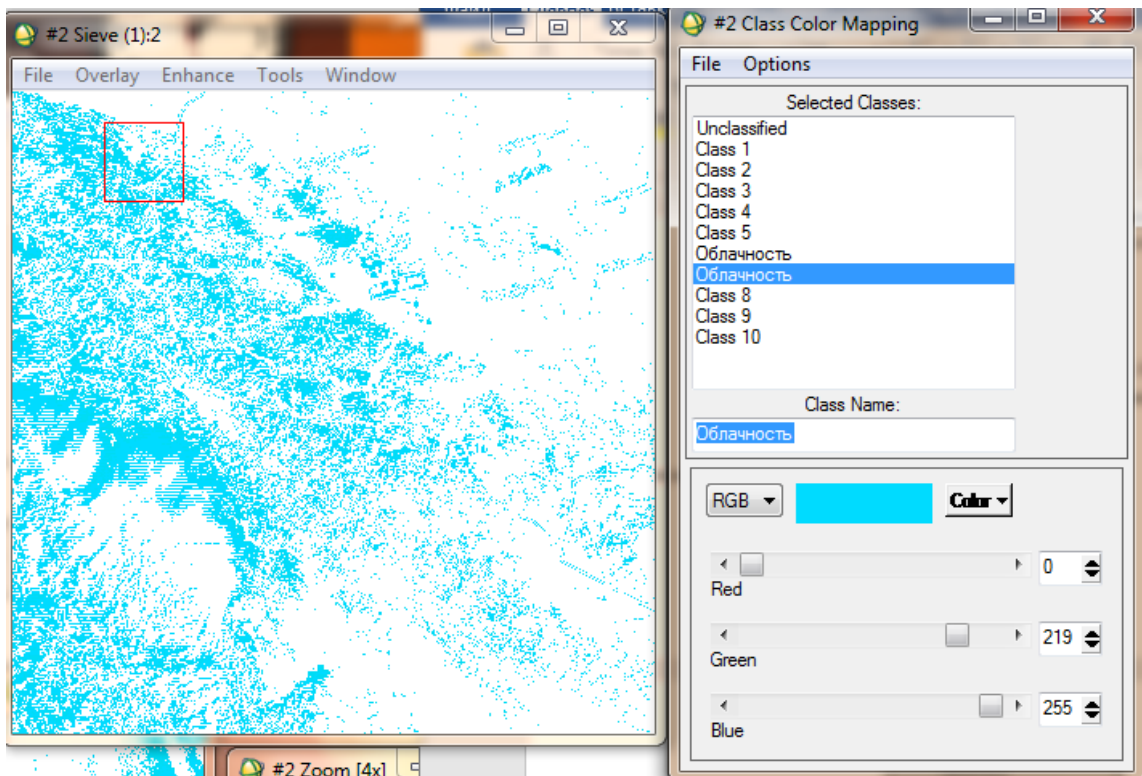 #2 Sieve (1):2
File Overlay Enhance Tools Window
#2 Class Color Mapping
File Options
Selected Classes:
Unclassified
Class 1
Class 2
Class 3
Class 4
Class 5
Облачность
Облачность
Class 8
Class 9
Class 10
Class Name:
Облачность
RGB
Color
0
Red
219
Green
255
Blue
#2 Zoom [4x]